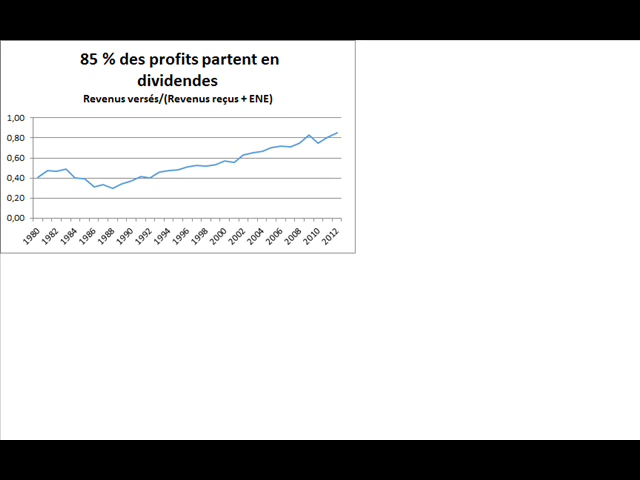 85 % des profits partent en
dividendes
Revenus versés/(Revenus reçus + ENE)
1,00
0,80
0,60
0,40
0,20
0,00
1980 1982 1984 1986 1988 1990 1992 1994 1996 1998 2000 2002 2004 2006 2008 2010 2012